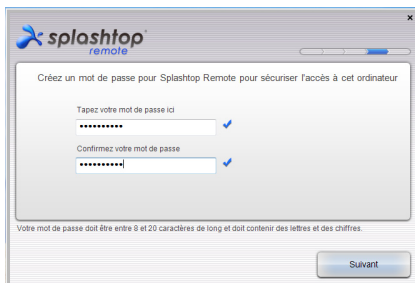 splashtop
remote
Créez un mot de passe pour Splashtop Remote pour sécuriser l'accès à cet ordinateur
Tapez votre mot de passe ici
••••••••••
Confirmez votre mot de passe
••••••••••
Votre mot de passe doit être entre 8 et 20 caractères de long et doit contenir des lettres et des chiffres.
Suivant